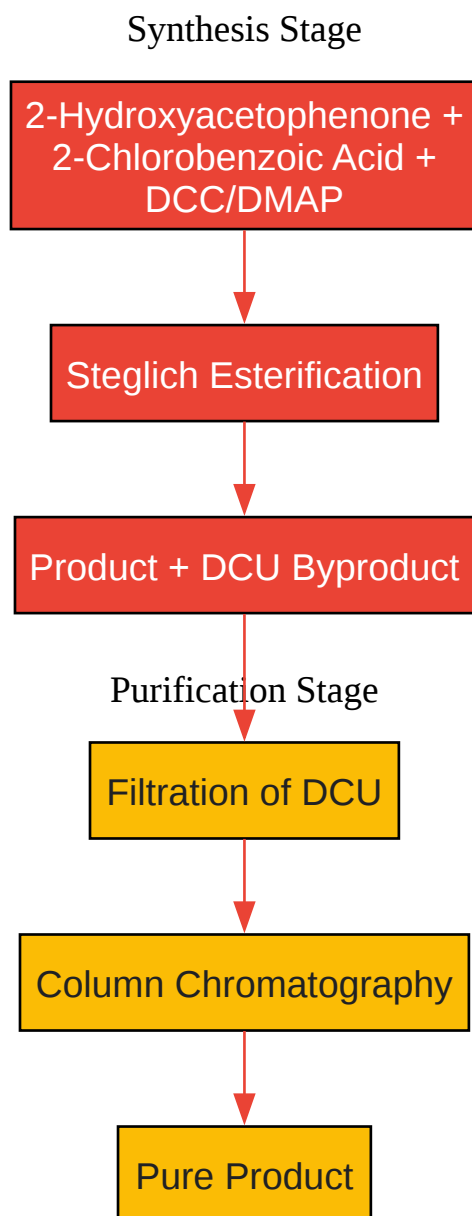 Synthesis Stage
2-Hydroxyacetophenone +
2-Chlorobenzoic Acid +
DCC/DMAP
Steglich Esterification
Product + DCU Byproduct
Purification Stage
Filtration of DCU
Column Chromatography
Pure Product